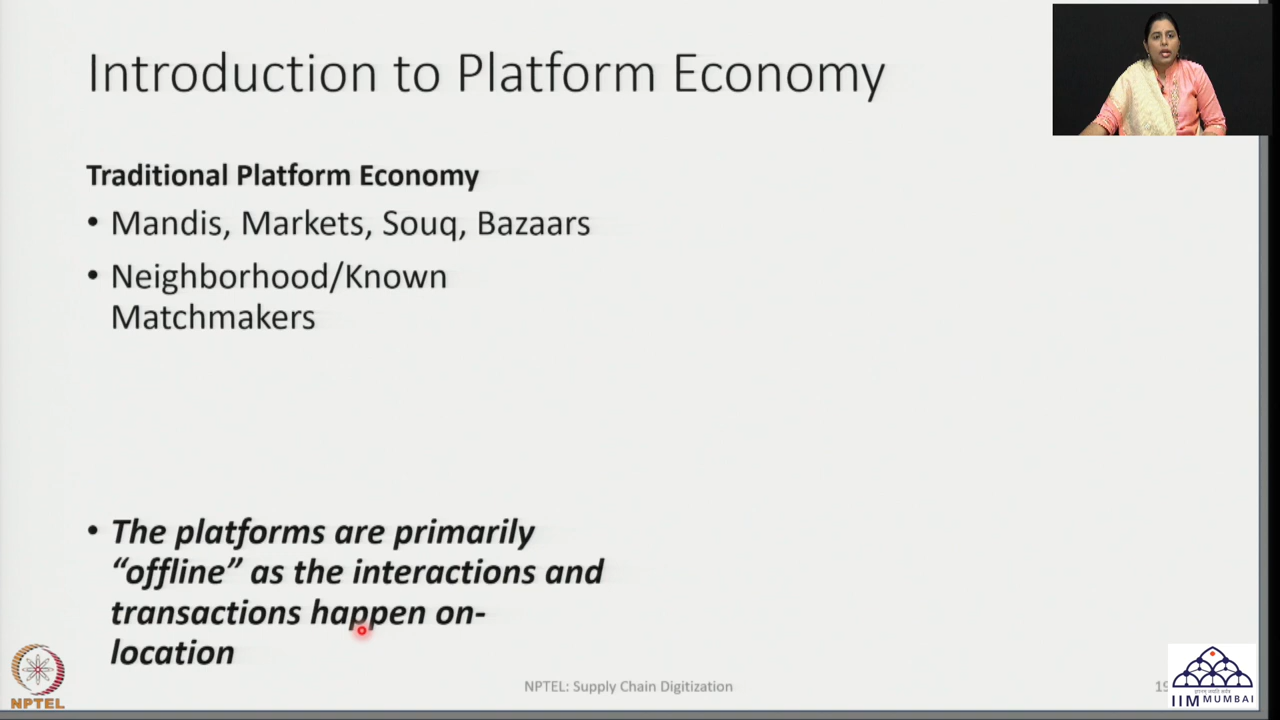 Introduction to Platform Economy
Traditional Platform Economy
• Mandis, Markets, Souq, Bazaars
• Neighborhood/Known
Matchmakers
• The platforms are primarily
“offline” as the interactions and
transactions happen on-
location
NPTEL
NPTEL: Supply Chain Digitization
19
IIM MUMBAI